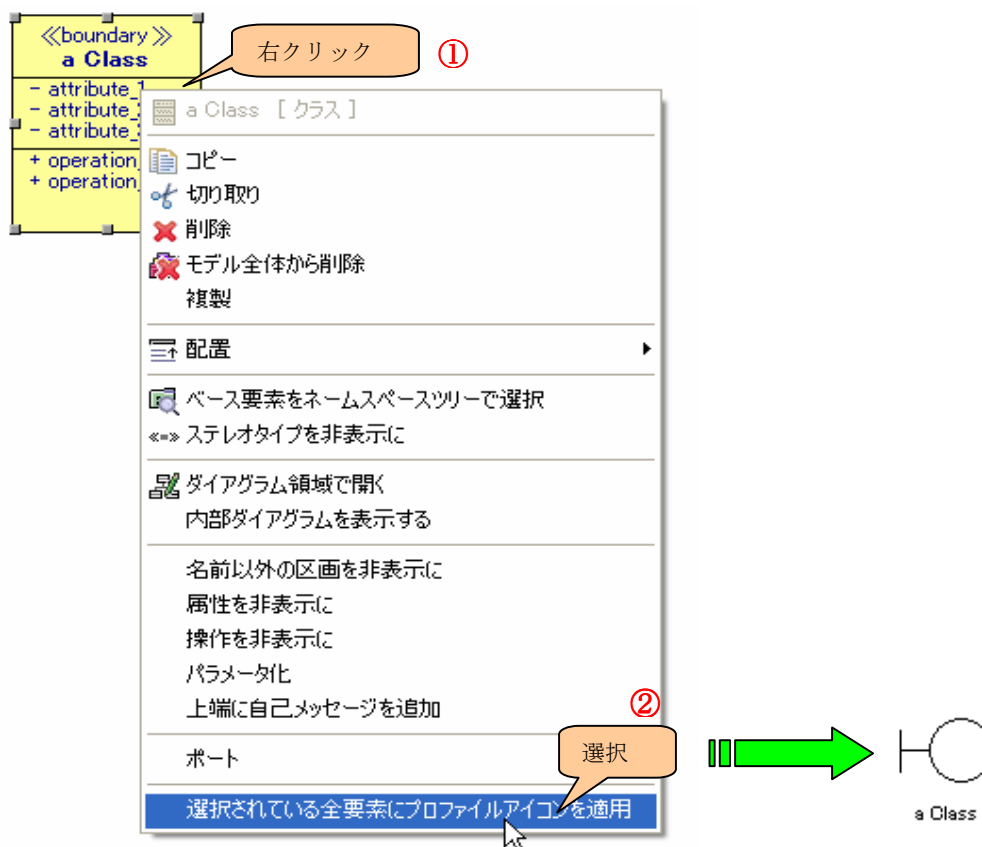 ≪boundary≫
a Class
- attribute_1
- attribute_
- attribute_
+ operation_
+ operation_
右クリック
①
a Class [クラス]
コピー
切り取り
削除
モデル全体から削除
複製
配置
ベース要素をネームスペースツリーで選択
«=» ステレオタイプを非表示に
ダイアグラム領域で開く
内部ダイアグラムを表示する
名前以外の区画を非表示に
属性を非表示に
操作を非表示に
パラメータ化
上端に自己メッセージを追加
②
ポート
選択
選択されている全要素にプロファイルアイコンを適用
a Class